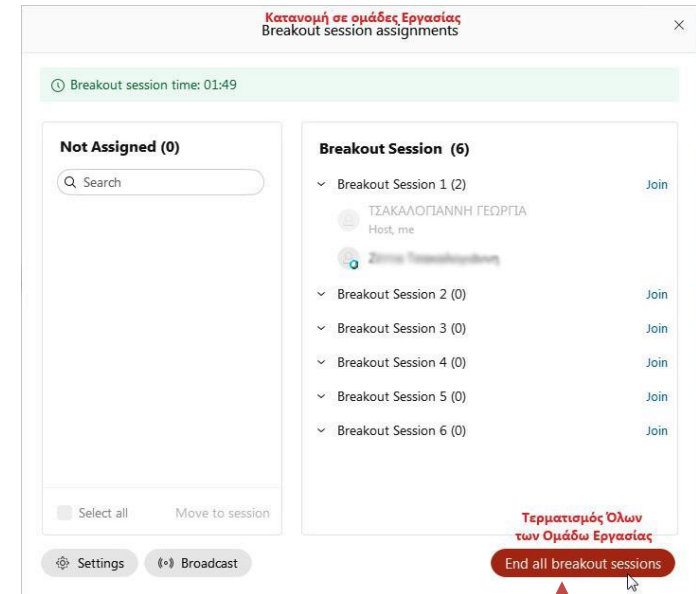 Κατανομή σε ομάδες Εργασίας
Breakout session assignments
Breakout session time: 01:49
Not Assigned (0)
Search
Select all
Move to session
Breakout Session (6)
Breakout Session 1 (2) Join
ΤΣΑΚΑΛΟΓΙΑΝΝΗ ΓΕΩΡΓΙΑ
Host, me
Breakout Session 2 (0) Join
Breakout Session 3 (0) Join
Breakout Session 4 (0) Join
Breakout Session 5 (0) Join
Breakout Session 6 (0) Join
Τερματισμός Όλων
των Ομάδω Εργασίας
Settings
Broadcast
End all breakout sessions